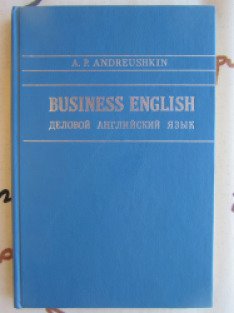 A. P. ANDREUSHKIN
BUSINESS ENGLISH
ДЕЛОВОЙ АНГЛИЙСКИЙ ЯЗЫК